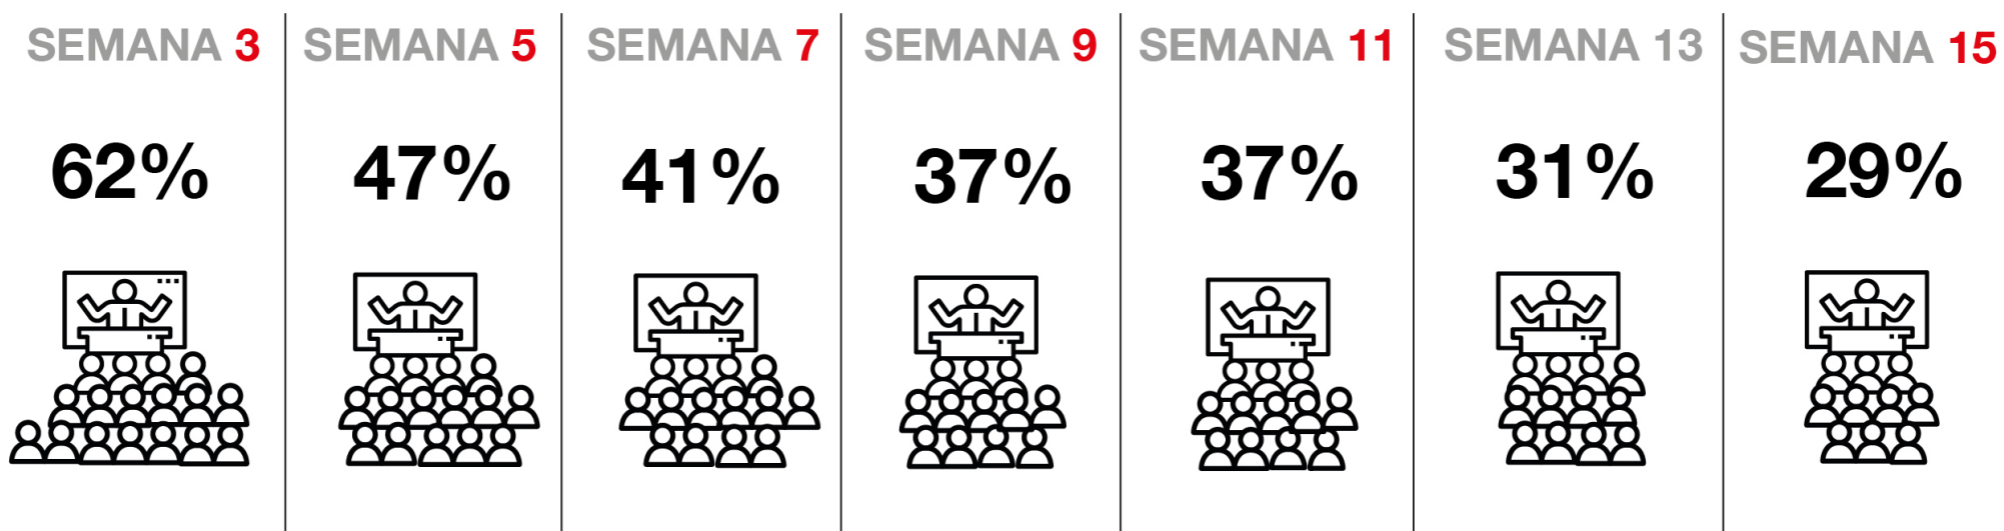 SEMANA 3
62%
SEMANA 5
47%
SEMANA 7
41%
SEMANA 9
37%
SEMANA 11
37%
SEMANA 13
31%
SEMANA 15
29%